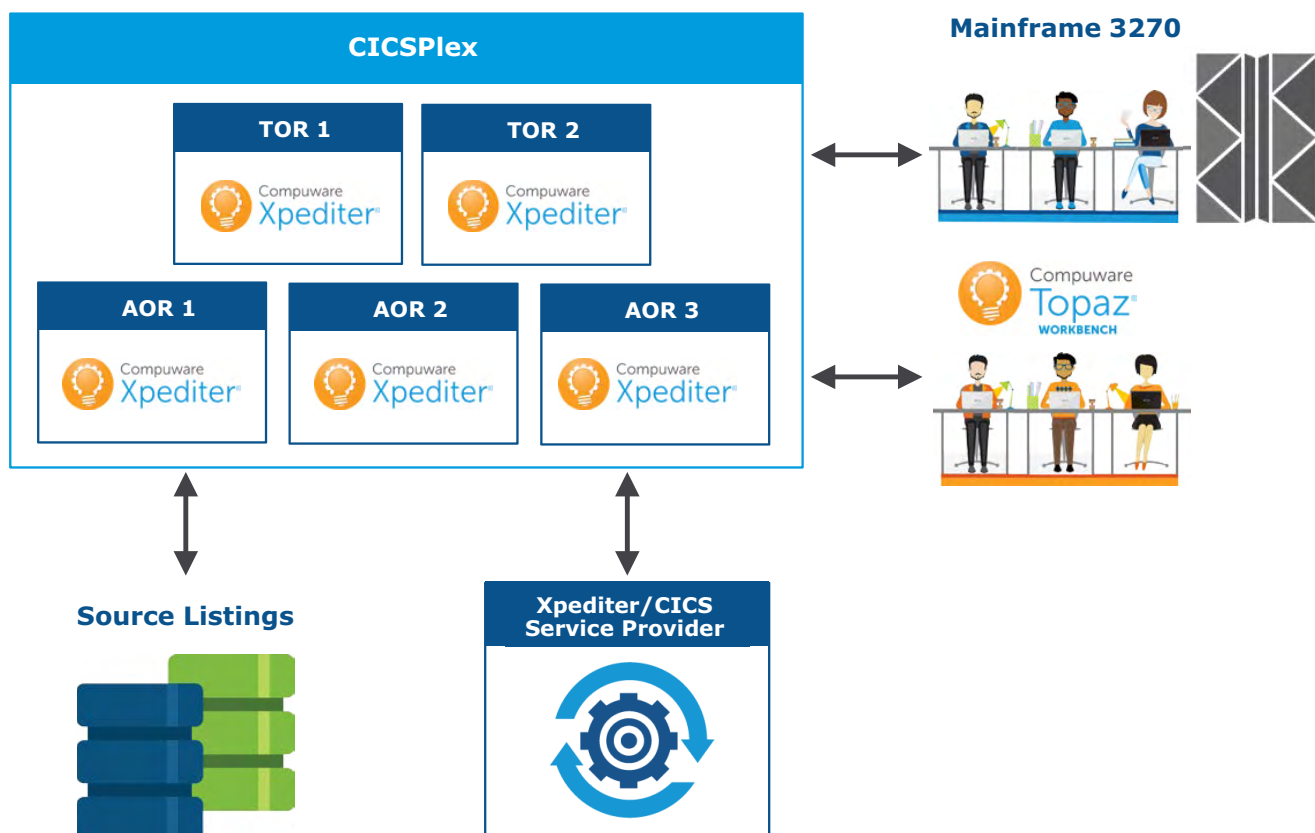 CICSPlex
Mainframe 3270
TOR 1
TOR 2
Compuware
Xpediter®
Compuware
Xpediter®
AOR 1
AOR 2
AOR 3
Compuware
Xpediter®
Compuware
Xpediter®
Compuware
Xpediter®
Compuware
Topaz®
WORKBENCH
Source Listings
Xpediter/CICS
Service Provider